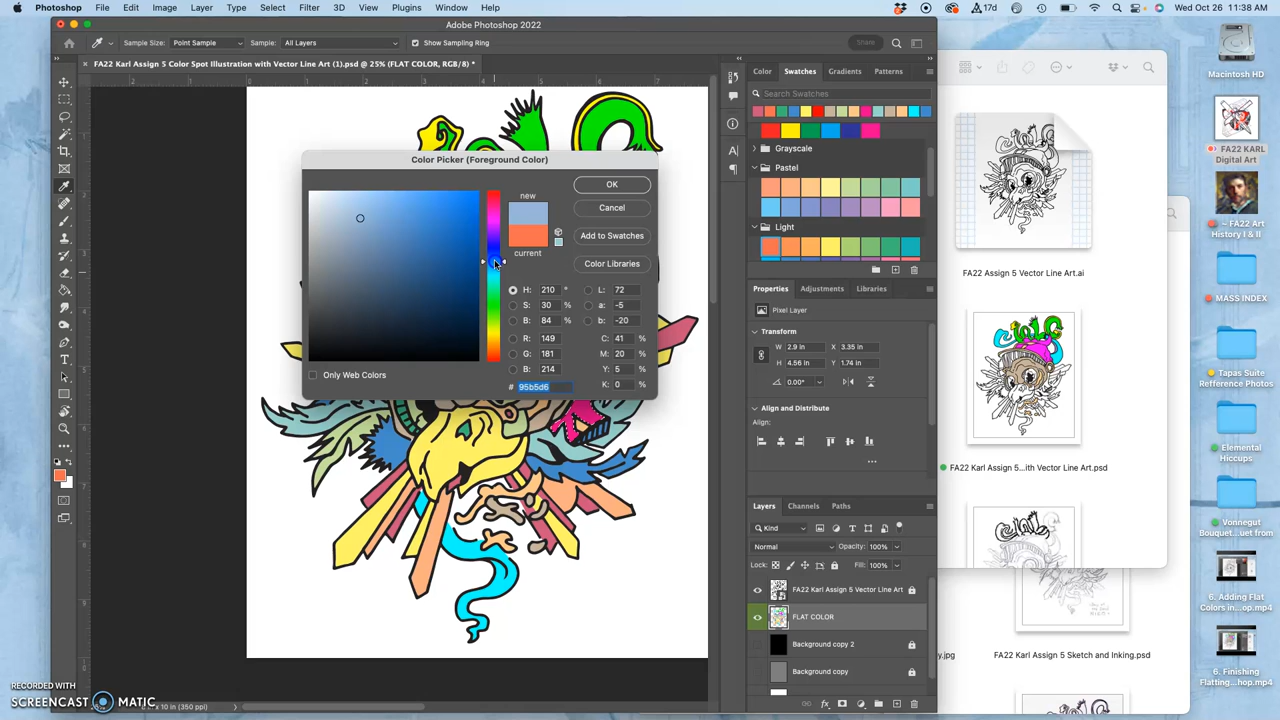 Photoshop File Edit Image Layer Type Select Filter 3D View Plugins Window Help 17d Wed Oct 26 11:38 AM
Adobe Photoshop 2022
Sample Size: Point Sample Sample: All Layers Show Sampling Ring Share
FA22 Karl Assign 5 Color Spot Illustration with Vector Line Art (1).psd @ 25% (FLAT COLOR, RGB/8) *
Color Swatches Gradients Patterns
Search Swatches
Grayscale
Pastel
Light
Color Picker (Foreground Color)
new
current
OK
Cancel
Add to Swatches
Color Libraries
H: 210 °
S: 30 %
B: 84 %
R: 149
G: 181
B: 214
L: 72
a: -5
b: -20
C: 41 %
M: 20 %
Y: 5 %
K: 0 %
# 95b5d6
Only Web Colors
Properties Adjustments Libraries
Pixel Layer
Transform
W: 2.9 in X: 3.35 in
H: 4.56 in Y: 1.74 in
0.00°
Align and Distribute
Align:
Layers Channels Paths
Kind
Normal Opacity: 100%
Lock: Fill: 100%
FA22 Karl Assign 5 Vector Line Art
FLAT COLOR
Background copy 2
Background copy
FA22 Assign 5 Vector Line Art.ai
FA22 Karl Assign 5...ith Vector Line Art.psd
FA22 Karl Assign 5 Sketch and Inking.psd
Macintosh HD
FA22 KARL
Digital Art
~ FA22 Art
History I & II
MASS INDEX
Tapas Suite
Refference Photos
Elemental
Hiccups
Vonnegut
Bouquet...uet from
6. Adding Flat
Colors in...op.mp4
6. Finishing
Flatting...hop.mp4
RECORDED WITH
SCREENCAST MATIC